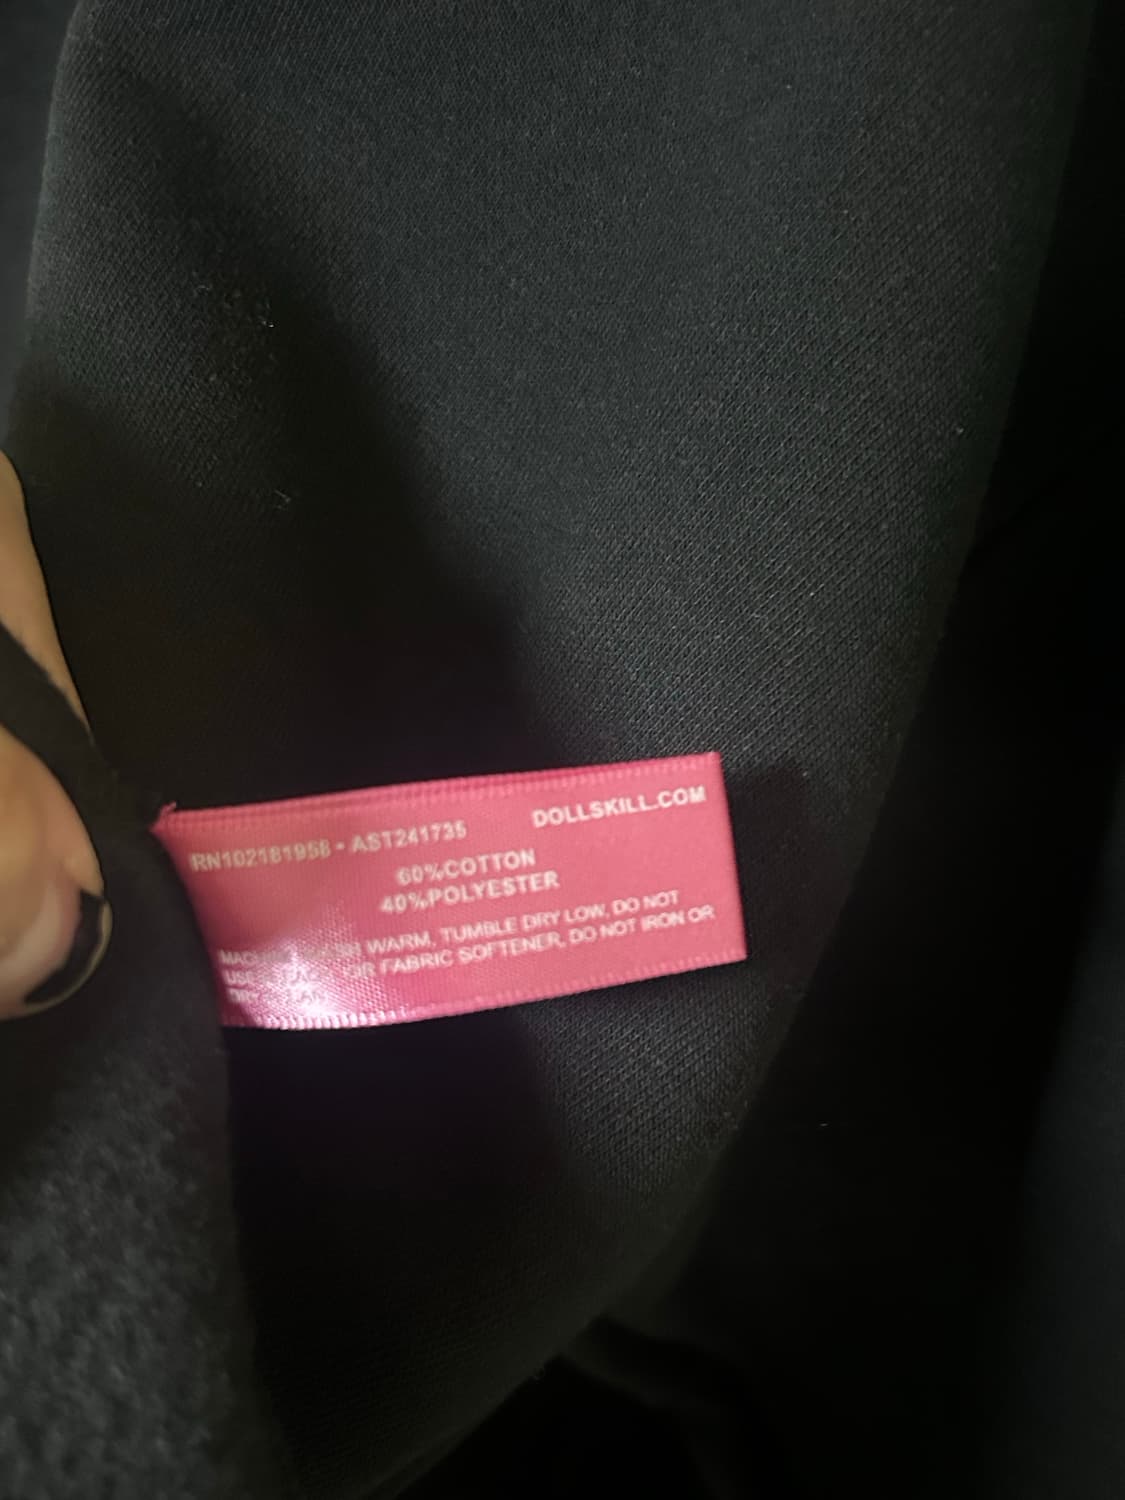 RN102181958 - AST241735 DOLLSKILL.COM
60%COTTON
40%POLYESTER
WARM, TUMBLE DRY LOW, DO NOT
USE OR FABRIC SOFTENER, DO NOT IRON OR
DRY